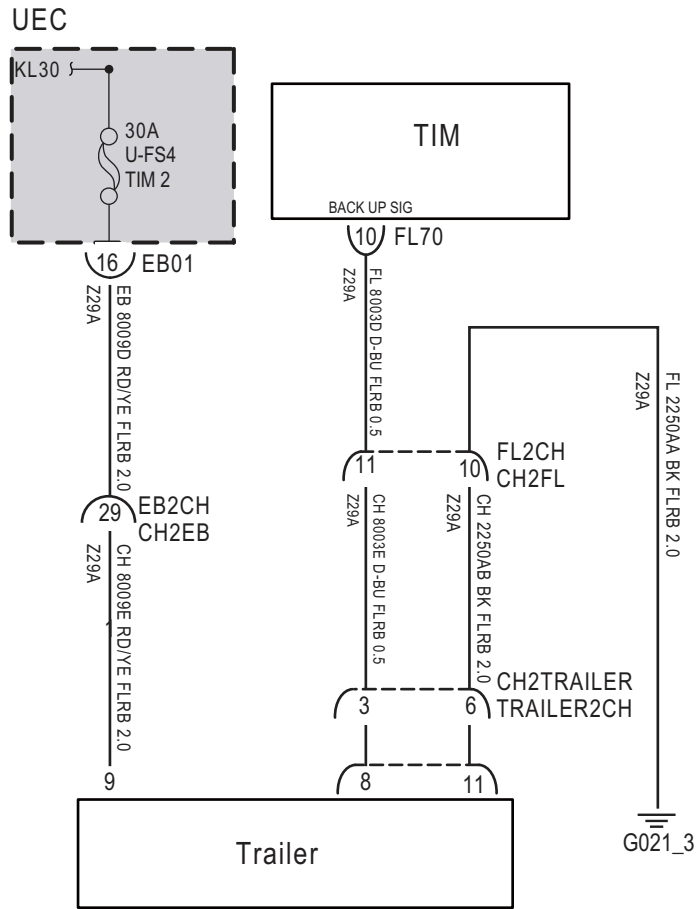 UEC
KL30
30A
U-FS4
TIM 2
TIM
BACK UP SIG
10 FL70
16 EB01
Z29A
EB 8009D RD/YE FLRB 2.0
Z29A
FL 8003D D-BU FLRB 0.5
Z29A
FL 2250AA BK FLRB 2.0
11 10 FL2CH
CH2FL
29 EB2CH
CH2EB
Z29A
CH 8009E RD/YE FLRB 2.0
Z29A
CH 8003E D-BU FLRB 0.5
Z29A
CH 2250AB BK FLRB 2.0
3 6 CH2TRAILER
TRAILER2CH
9 8 11
Trailer
G021_3